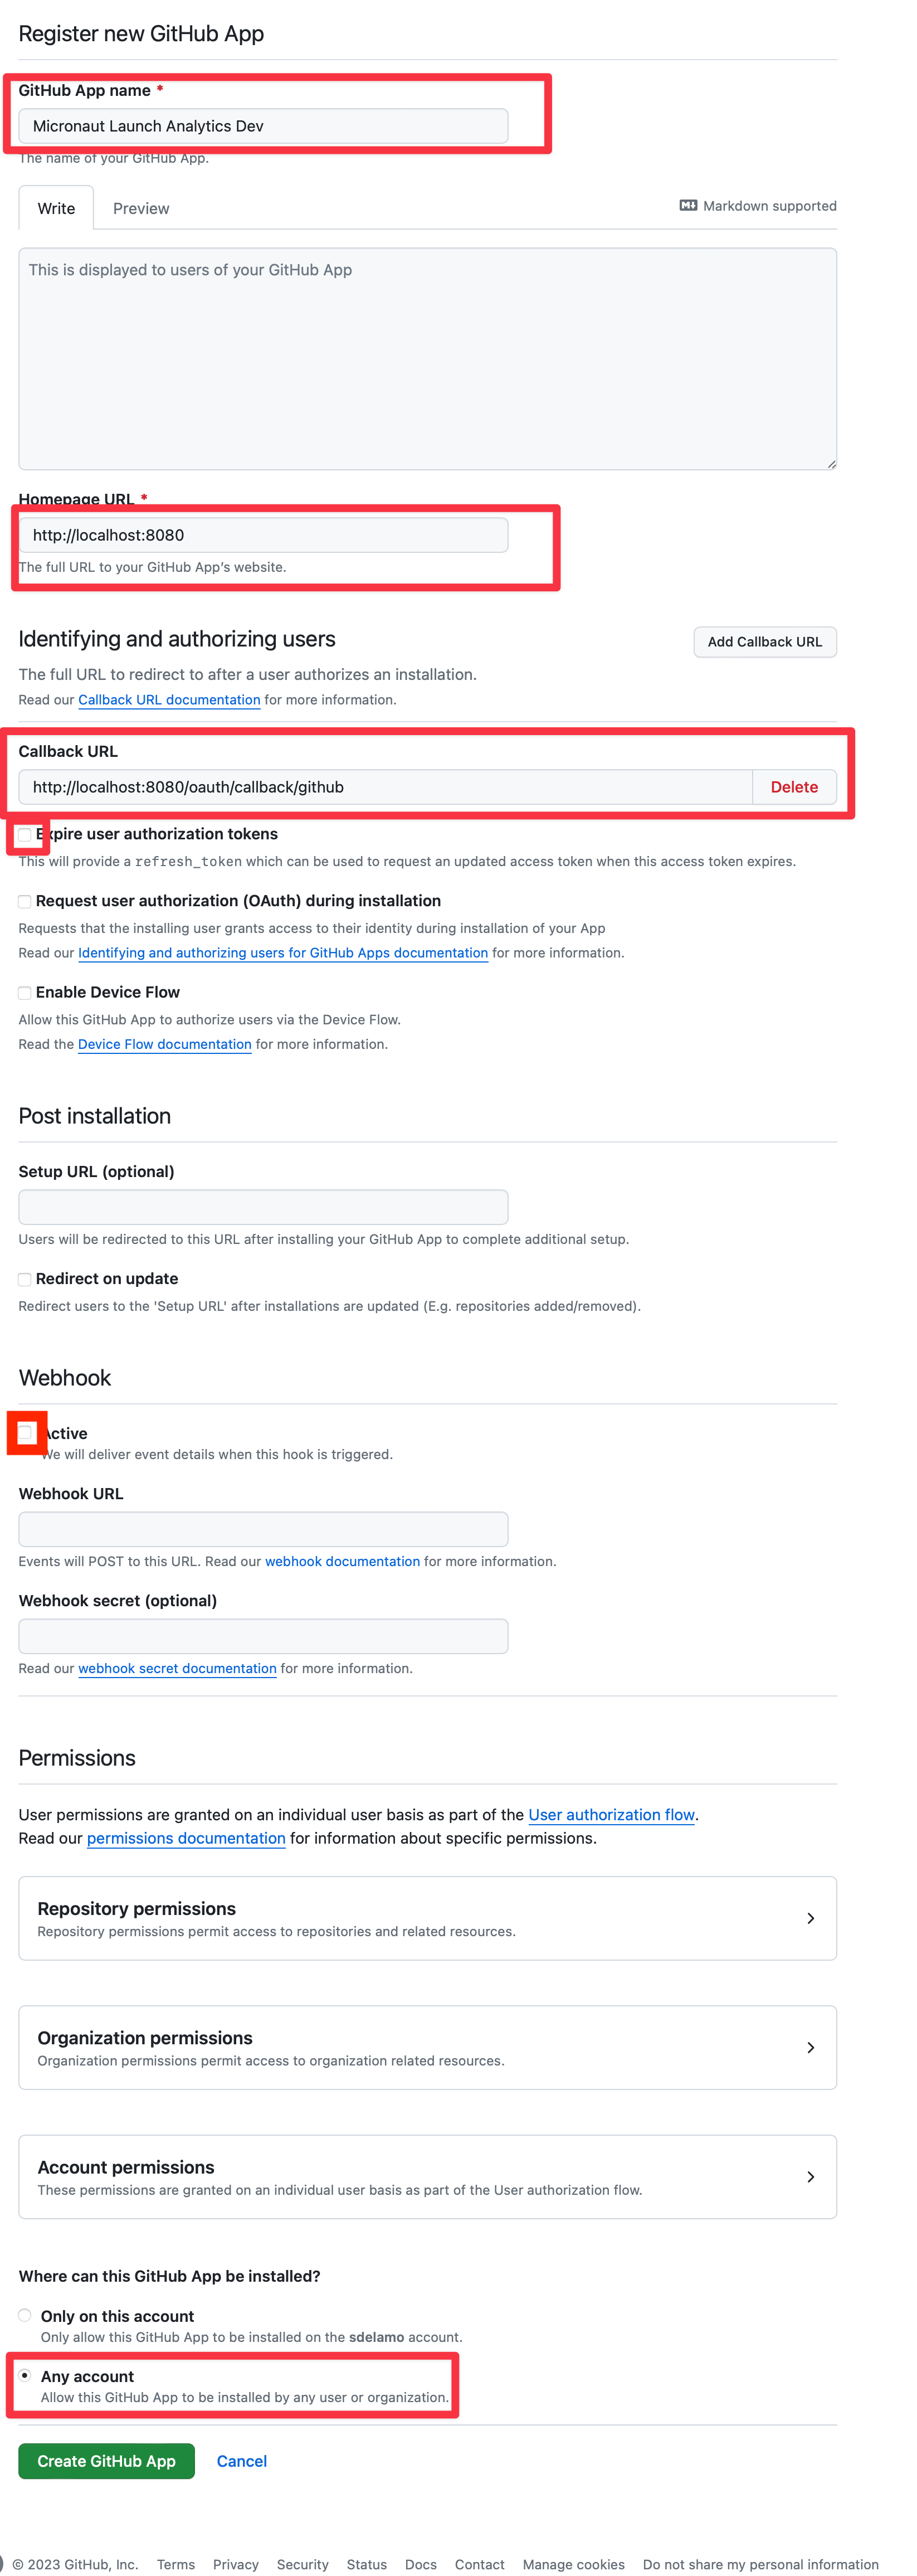 Register new GitHub App
GitHub App name *
Micronaut Launch Analytics Dev
The name of your GitHub App.
Write Preview Markdown supported
This is displayed to users of your GitHub App
Homepage URL *
http://localhost:8080
The full URL to your GitHub App's website.
Identifying and authorizing users Add Callback URL
The full URL to redirect to after a user authorizes an installation.
Read our Callback URL documentation for more information.
Callback URL
http://localhost:8080/oauth/callback/github Delete
Expire user authorization tokens
This will provide a refresh_token which can be used to request an updated access token when this access token expires.
Request user authorization (OAuth) during installation
Requests that the installing user grants access to their identity during installation of your App
Read our Identifying and authorizing users for GitHub Apps documentation for more information.
Enable Device Flow
Allow this GitHub App to authorize users via the Device Flow.
Read the Device Flow documentation for more information.
Post installation
Setup URL (optional)
Users will be redirected to this URL after installing your GitHub App to complete additional setup.
Redirect on update
Redirect users to the 'Setup URL' after installations are updated (E.g. repositories added/removed).
Webhook
Active
We will deliver event details when this hook is triggered.
Webhook URL
Events will POST to this URL. Read our webhook documentation for more information.
Webhook secret (optional)
Read our webhook secret documentation for more information.
Permissions
User permissions are granted on an individual user basis as part of the User authorization flow.
Read our permissions documentation for information about specific permissions.
Repository permissions
Repository permissions permit access to repositories and related resources.
Organization permissions
Organization permissions permit access to organization related resources.
Account permissions
These permissions are granted on an individual user basis as part of the User authorization flow.
Where can this GitHub App be installed?
Only on this account
Only allow this GitHub App to be installed on the sdelamo account.
Any account
Allow this GitHub App to be installed by any user or organization.
Create GitHub App Cancel
© 2023 GitHub, Inc. Terms Privacy Security Status Docs Contact Manage cookies Do not share my personal information